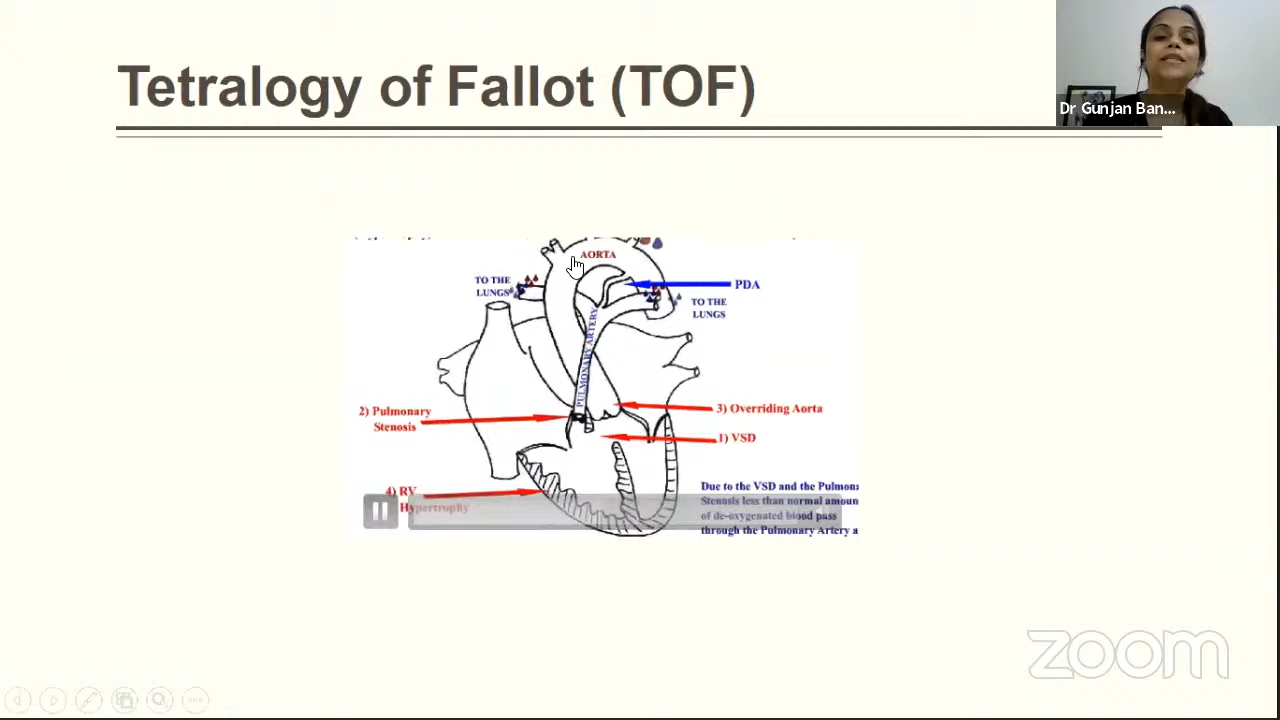 Tetralogy of Fallot (TOF)
Dr Gunjan Ban...
AORTA
TO THE
LUNGS
PDA
TO THE
LUNGS
PULMONARY ARTERY
2) Pulmonary
Stenosis
3) Overriding Aorta
1) VSD
4) RV
Hypertrophy
Due to the VSD and the Pulmona
Stenosis less than normal amoun
of de-oxygenated blood pass
through the Pulmonary Artery a
zoom